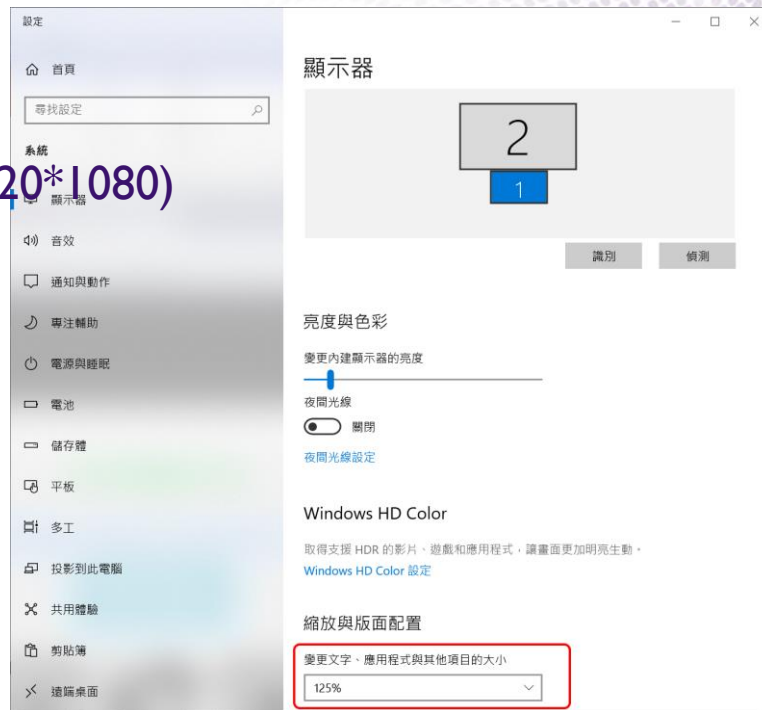 設定
首頁
尋找設定
系統
20*1080)
顯示器
音效
通知與動作
專注輔助
電源與睡眠
電池
儲存體
平板
多工
投影到此電腦
共用體驗
剪貼簿
遠端桌面
顯示器
2
1
識別
偵測
亮度與色彩
變更內建顯示器的亮度
夜間光線
關閉
夜間光線設定
Windows HD Color
取得支援 HDR 的影片、遊戲和應用程式，讓畫面更加明亮生動。
Windows HD Color 設定
縮放與版面配置
變更文字、應用程式與其他項目的大小
125%